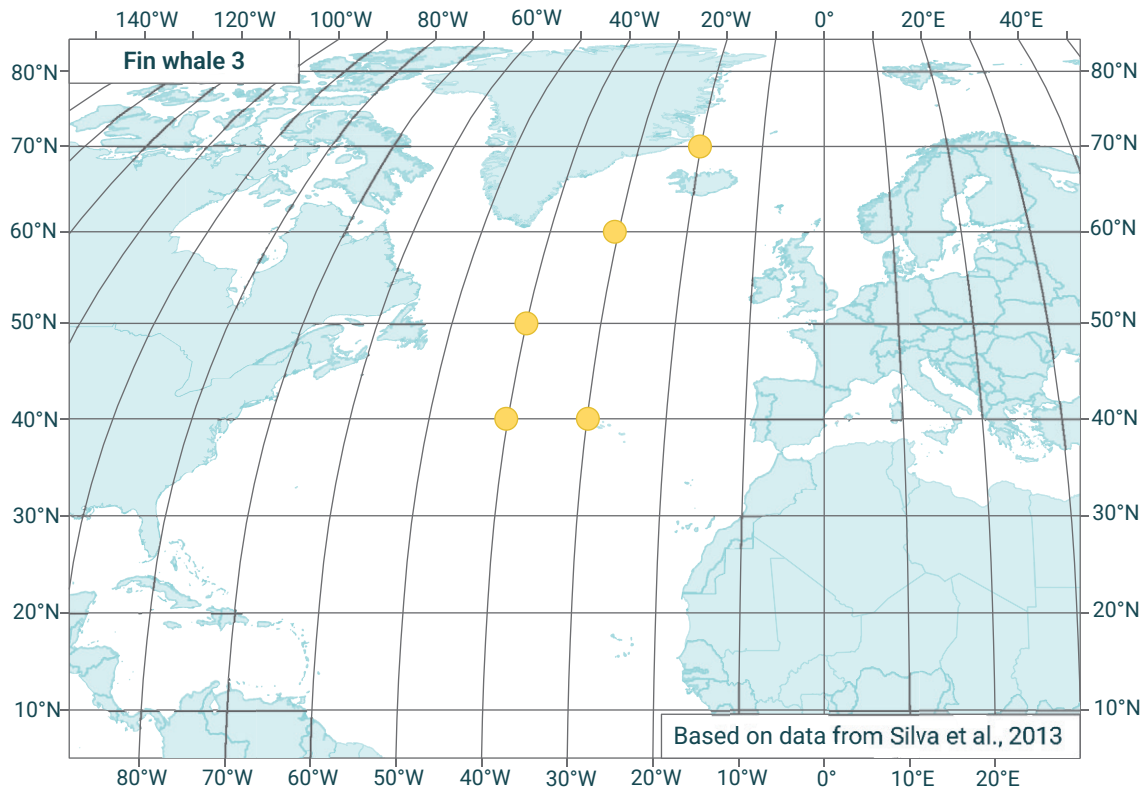 140°W 120°W 100°W 80°W 60°W 40°W 20°W 0° 20°E 40°E
Fin whale 3
80°N 80°N
70°N 70°N
60°N 60°N
50°N 50°N
40°N 40°N
30°N 30°N
20°N 20°N
10°N 10°N
Based on data from Silva et al., 2013
80°W 70°W 60°W 50°W 40°W 30°W 20°W 10°W 0° 10°E 20°E